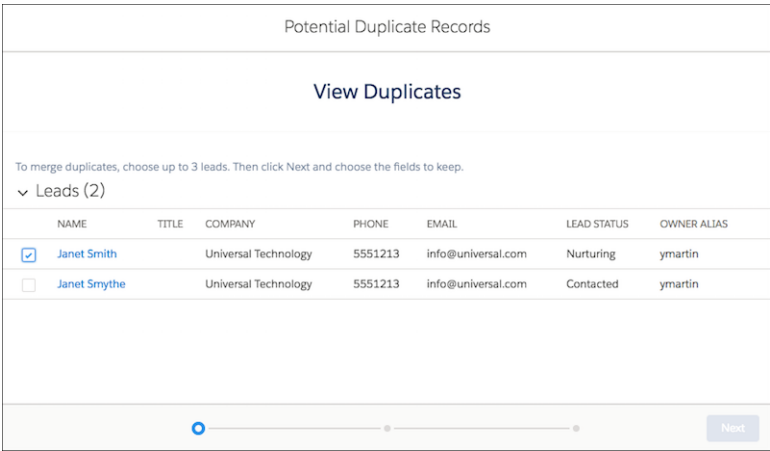 Potential Duplicate Records
View Duplicates
To merge duplicates, choose up to 3 leads. Then click Next and choose the fields to keep.
Leads (2)
NAME TITLE COMPANY PHONE EMAIL LEAD STATUS OWNER ALIAS
Janet Smith Universal Technology 5551213 info@universal.com Nurturing ymartin
Janet Smythe Universal Technology 5551213 info@universal.com Contacted ymartin
Next